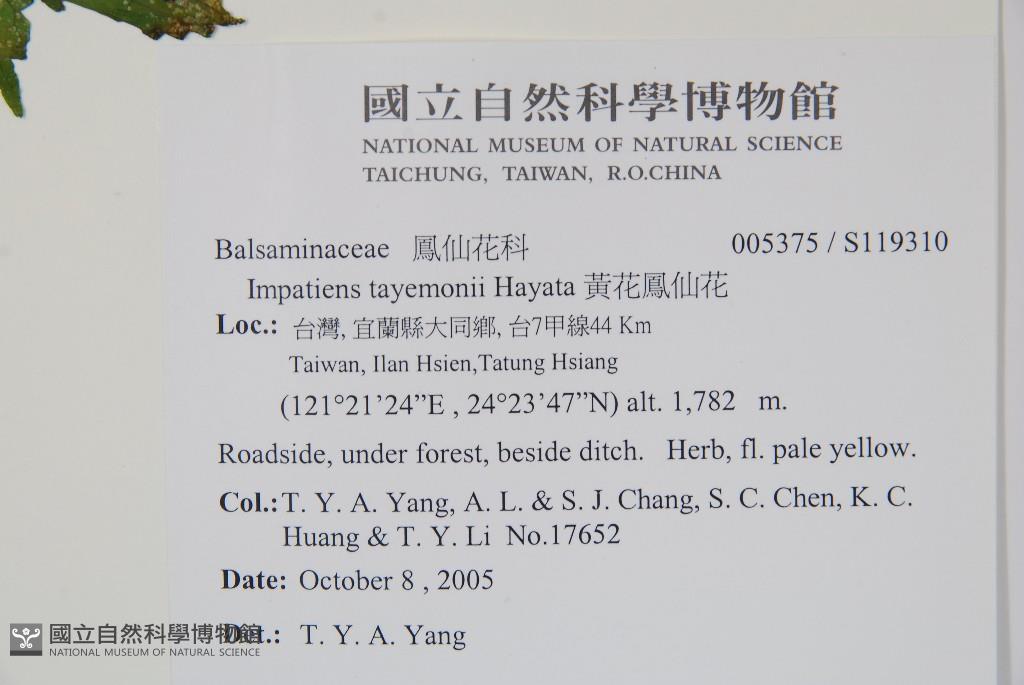 國立自然科學博物館
NATIONAL MUSEUM OF NATURAL SCIENCE
TAICHUNG, TAIWAN, R.O.CHINA
Balsaminaceae 鳳仙花科 005375 / S119310
Impatiens tayemonii Hayata 黃花鳳仙花
Loc.: 台灣, 宜蘭縣大同鄉, 台7甲線44 Km
Taiwan, Ilan Hsien,Tatung Hsiang
(121°21’24”E , 24°23’47”N) alt. 1,782 m.
Roadside, under forest, beside ditch. Herb, fl. pale yellow.
Col.: T. Y. A. Yang, A. L. & S. J. Chang, S. C. Chen, K. C.
Huang & T. Y. Li No.17652
Date: October 8 , 2005
Det.: T. Y. A. Yang
國立自然科學博物館
NATIONAL MUSEUM OF NATURAL SCIENCE